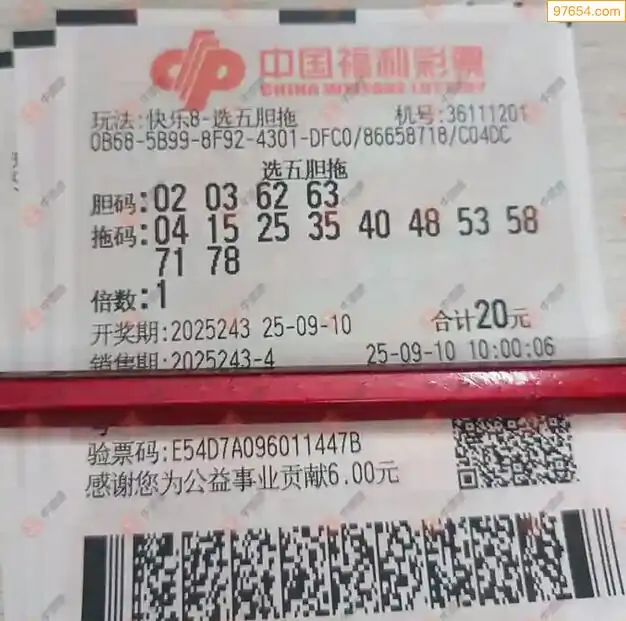 97654.com
中国福利彩票
CHINA WELFARE LOTTERY
玩法:快乐8-选五胆拖 机号:36111201
0B68-5B99-8F92-4301-DFC0/86658718/C04DC
选五胆拖
胆码:02 03 62 63
拖码:04 15 25 35 40 48 53 58
71 78
倍数:1
开奖期:2025243 25-09-10 合计20元
销售期:2025243-4 25-09-10 10:00:06
验票码:E54D7A096011447B
感谢您为公益事业贡献6.00元